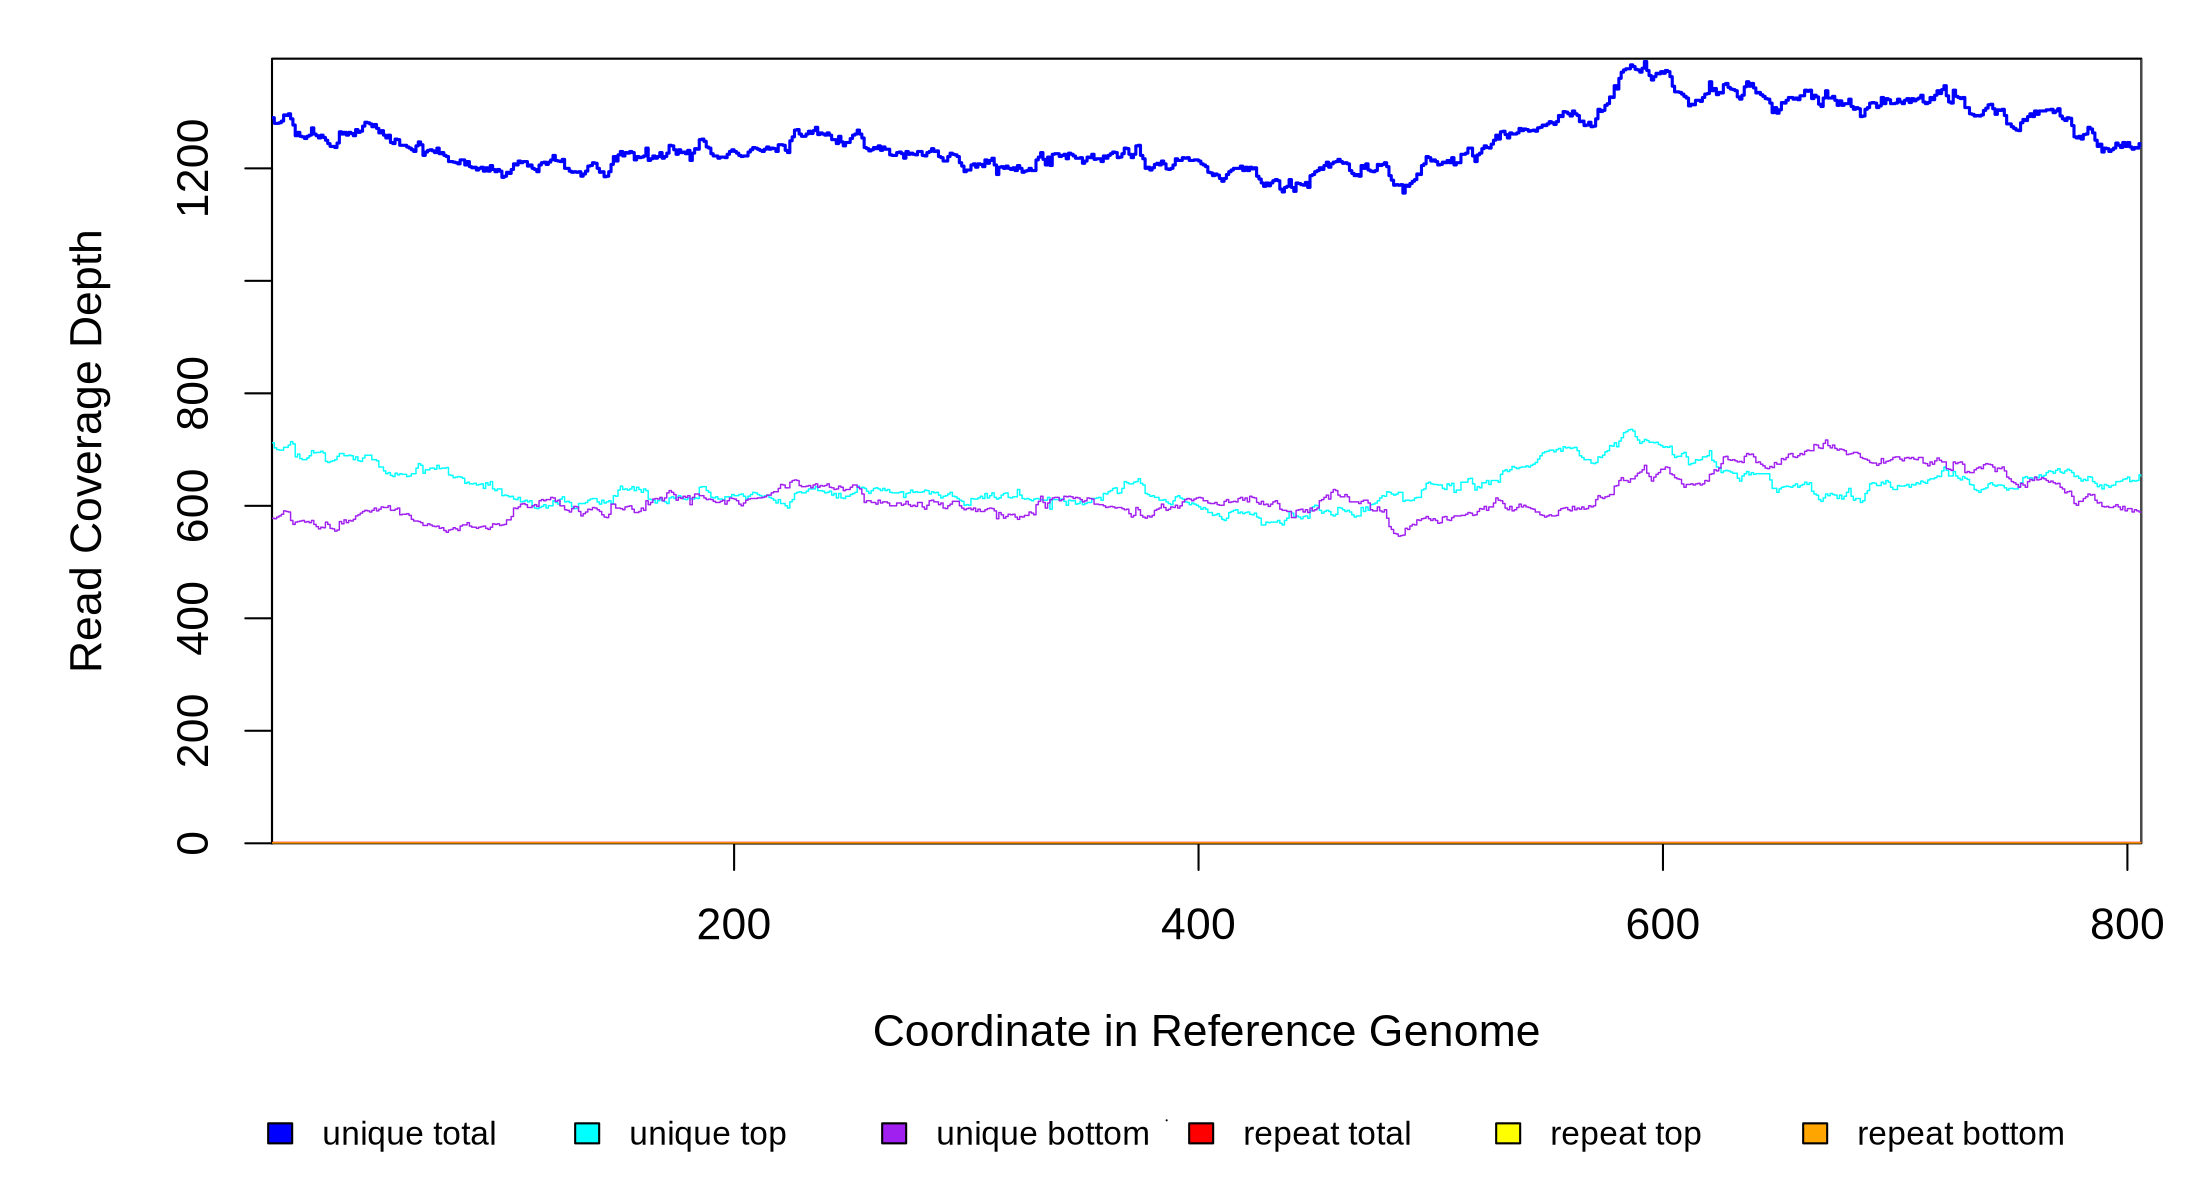 Read Coverage Depth
1200
800
600
400
200
0
200 400 600 800
Coordinate in Reference Genome
unique total unique top unique bottom repeat total repeat top repeat bottom